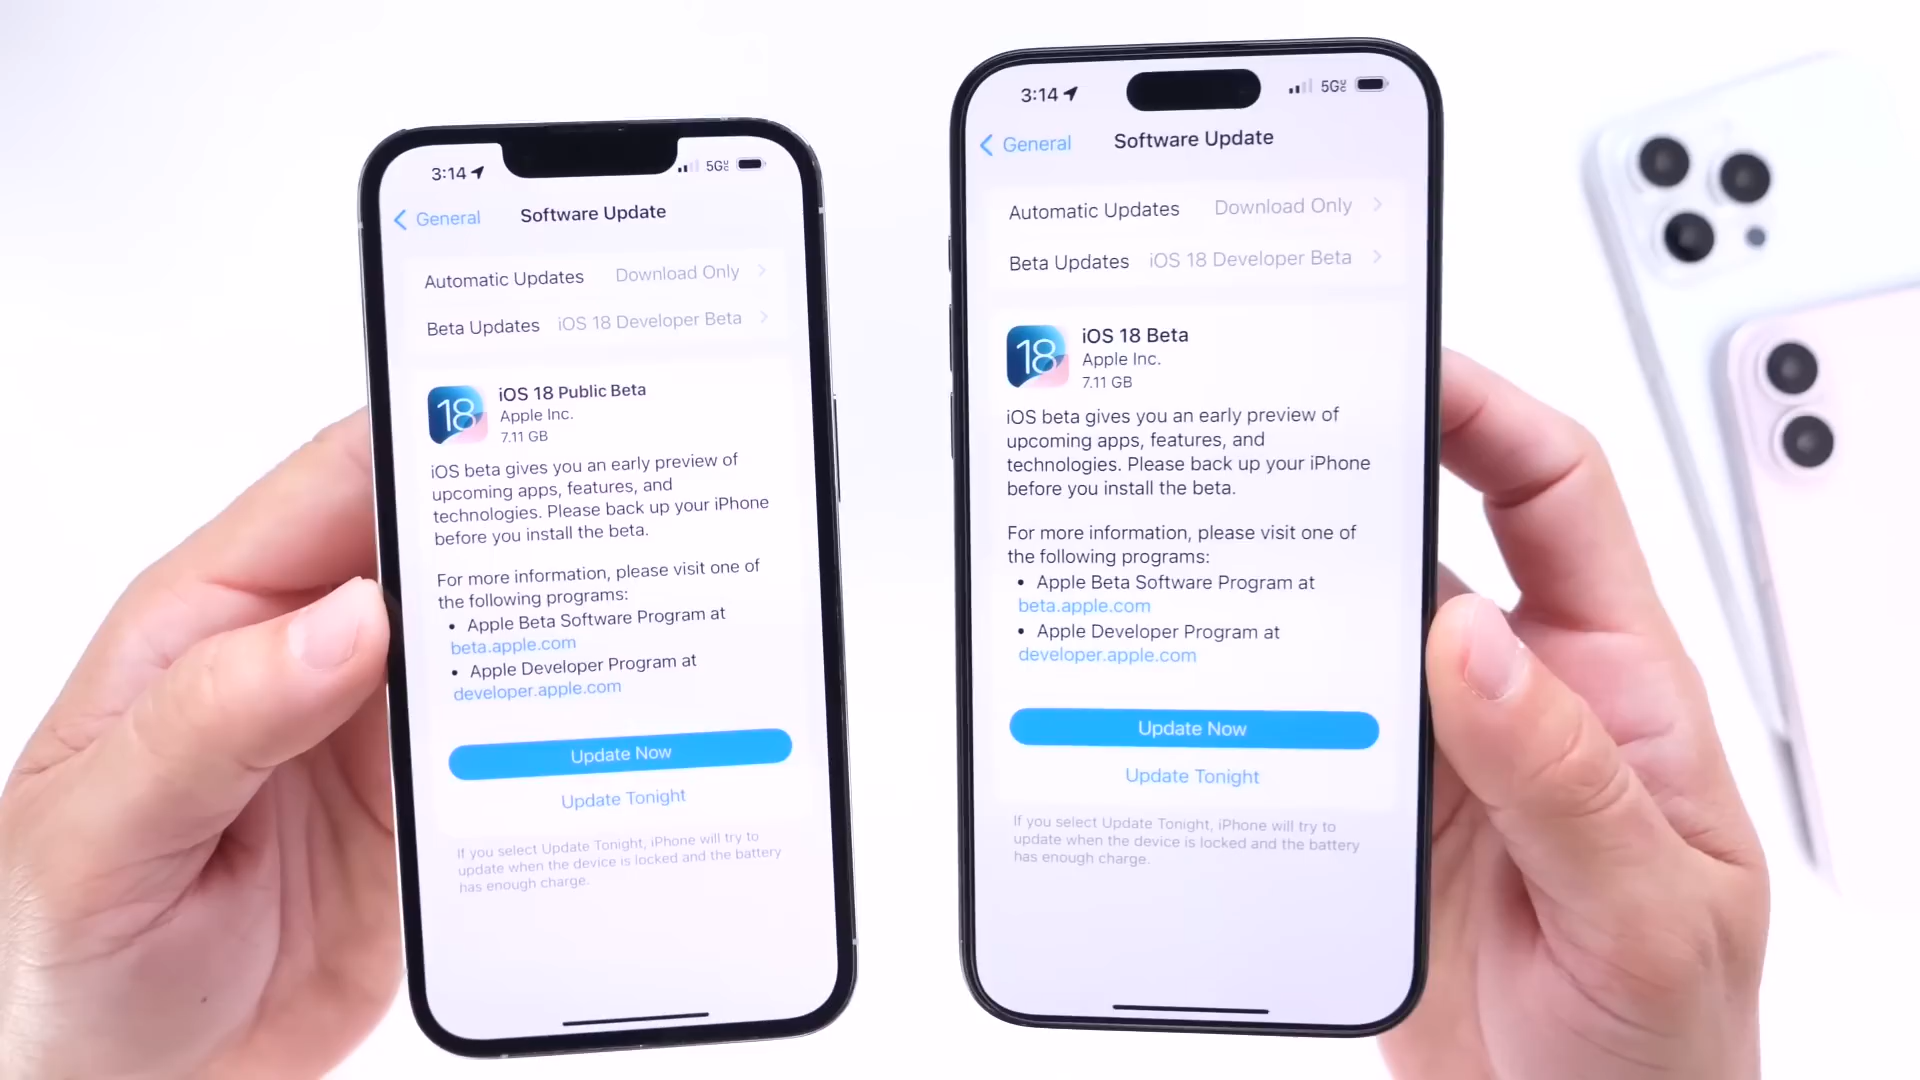 3:14
5G
General
Software Update
Automatic Updates Download Only
Beta Updates iOS 18 Developer Beta
18
iOS 18 Public Beta
Apple Inc.
7.11 GB
iOS beta gives you an early preview of
upcoming apps, features, and
technologies. Please back up your iPhone
before you install the beta.
For more information, please visit one of
the following programs:
• Apple Beta Software Program at
beta.apple.com
• Apple Developer Program at
developer.apple.com
Update Now
Update Tonight
If you select Update Tonight, iPhone will try to
update when the device is locked and the battery
has enough charge.
3:14
5G
General
Software Update
Automatic Updates Download Only
Beta Updates iOS 18 Developer Beta
18
iOS 18 Beta
Apple Inc.
7.11 GB
iOS beta gives you an early preview of
upcoming apps, features, and
technologies. Please back up your iPhone
before you install the beta.
For more information, please visit one of
the following programs:
• Apple Beta Software Program at
beta.apple.com
• Apple Developer Program at
developer.apple.com
Update Now
Update Tonight
If you select Update Tonight, iPhone will try to
update when the device is locked and the battery
has enough charge.